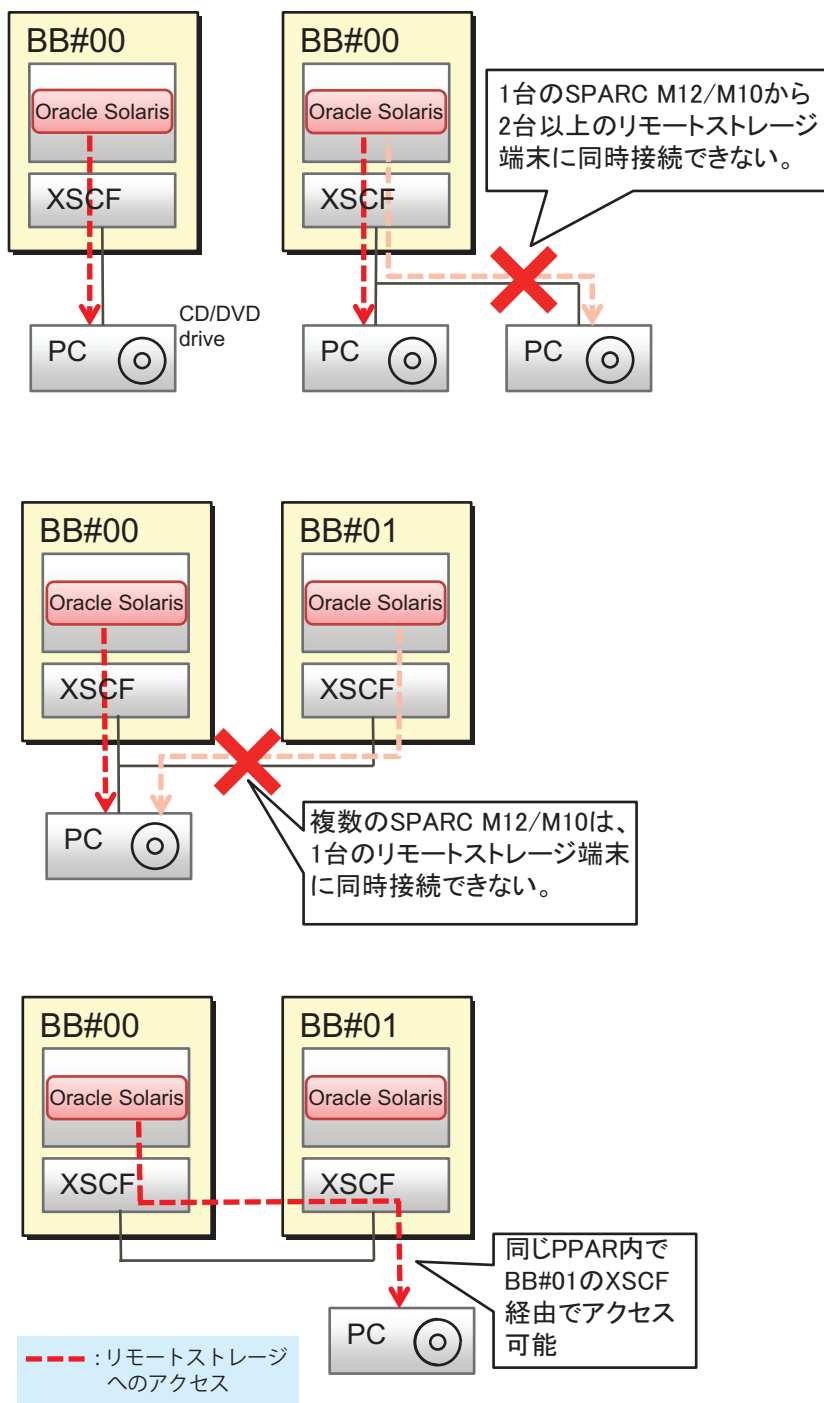 BB#00
Oracle Solaris
XSCF
PC
CD/DVD
drive
BB#00
Oracle Solaris
XSCF
PC
PC
1台のSPARC M12/M10から
2台以上のリモートストレージ
端末に同時接続できない。
BB#00
Oracle Solaris
XSCF
PC
BB#01
Oracle Solaris
XSCF
複数のSPARC M12/M10は、
1台のリモートストレージ端末
に同時接続できない。
BB#00
Oracle Solaris
XSCF
BB#01
Oracle Solaris
XSCF
PC
同じPPAR内で
BB#01のXSCF
経由でアクセス
可能
:リモートストレージ
へのアクセス